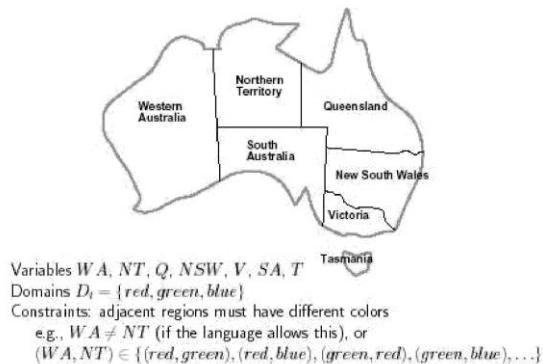 Northern
Territory
Western
Australia
Queensland
South
Australia
New South Wales
Victoria
Tasmania
Variables WA, NT, Q, NSW, V, SA, T
Domains Dᵢ = {red, green, blue}
Constraints: adjacent regions must have different colors
e.g., WA ≠ NT (if the language allows this), or
(WA, NT) ∈ {(red, green), (red, blue), (green, red), (green, blue), ...}